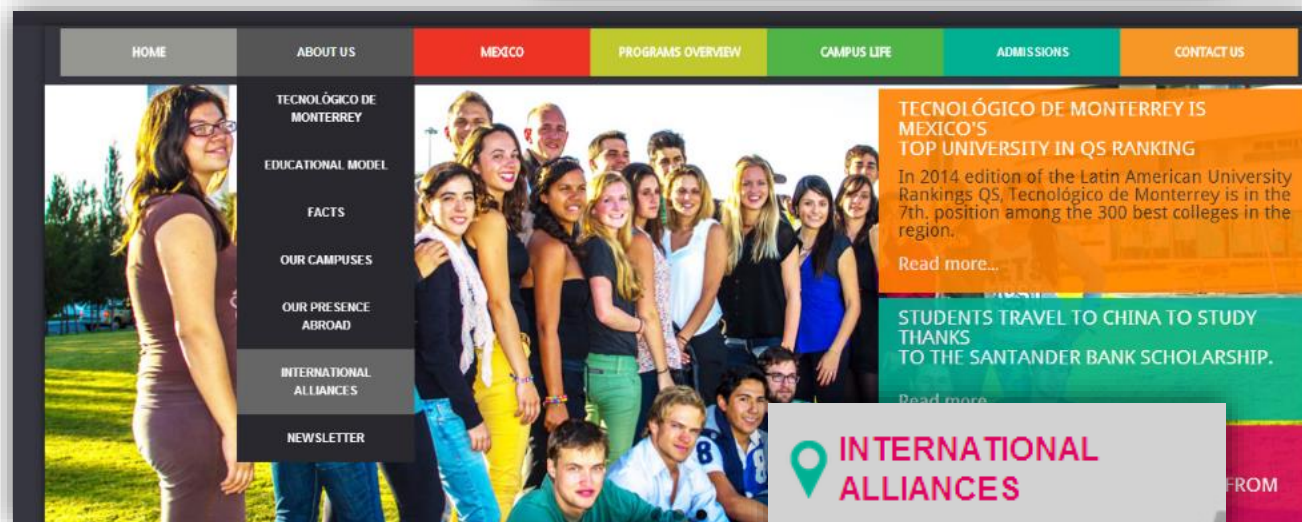 HOME
ABOUT US
MEXICO
PROGRAMS OVERVIEW
CAMPUS LIFE
ADMISSIONS
CONTACT US
TECNOLÓGICO DE
MONTERREY
EDUCATIONAL MODEL
FACTS
OUR CAMPUSES
OUR PRESENCE
ABROAD
INTERNATIONAL
ALLIANCES
NEWSLETTER
TECNOLÓGICO DE MONTERREY IS
MEXICO'S
TOP UNIVERSITY IN QS RANKING
In 2014 edition of the Latin American University
Rankings QS, Tecnológico de Monterrey is in the
7th. position among the 300 best colleges in the
region.
Read more...
STUDENTS TRAVEL TO CHINA TO STUDY
THANKS
TO THE SANTANDER BANK SCHOLARSHIP.
Read more
INTERNATIONAL
ALLIANCES
FROM